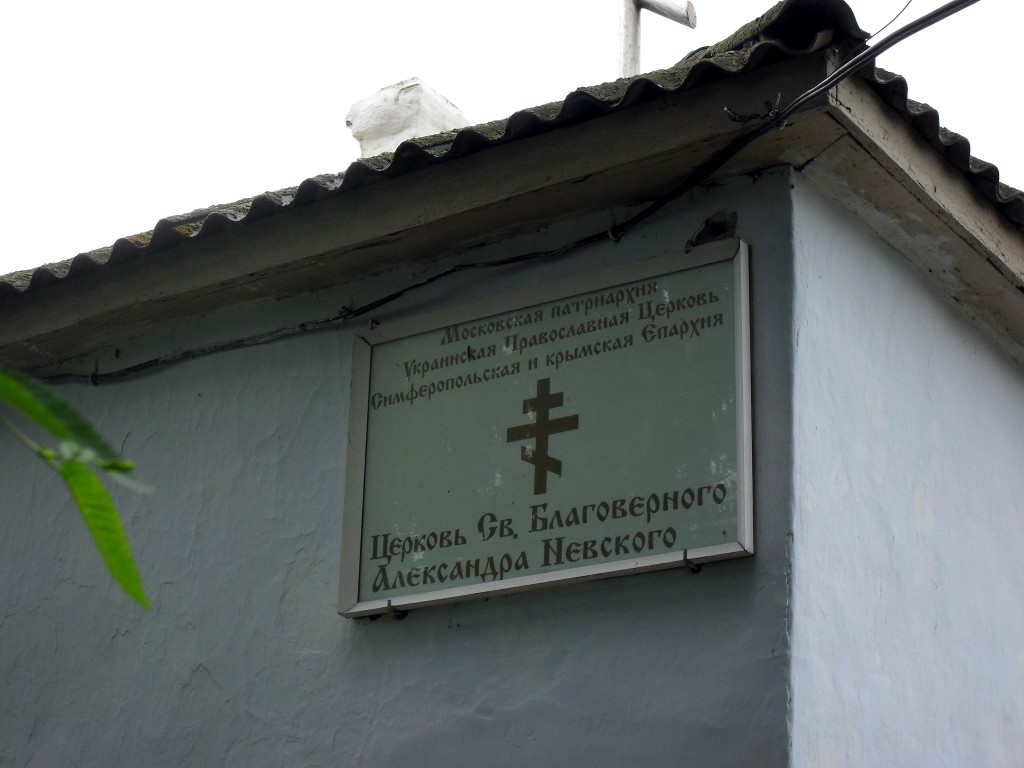 Московская патриархия
Украинская Православная Церковь
Симферопольская и крымская Епархия
Церковь Св. Благоверного
Александра Невского